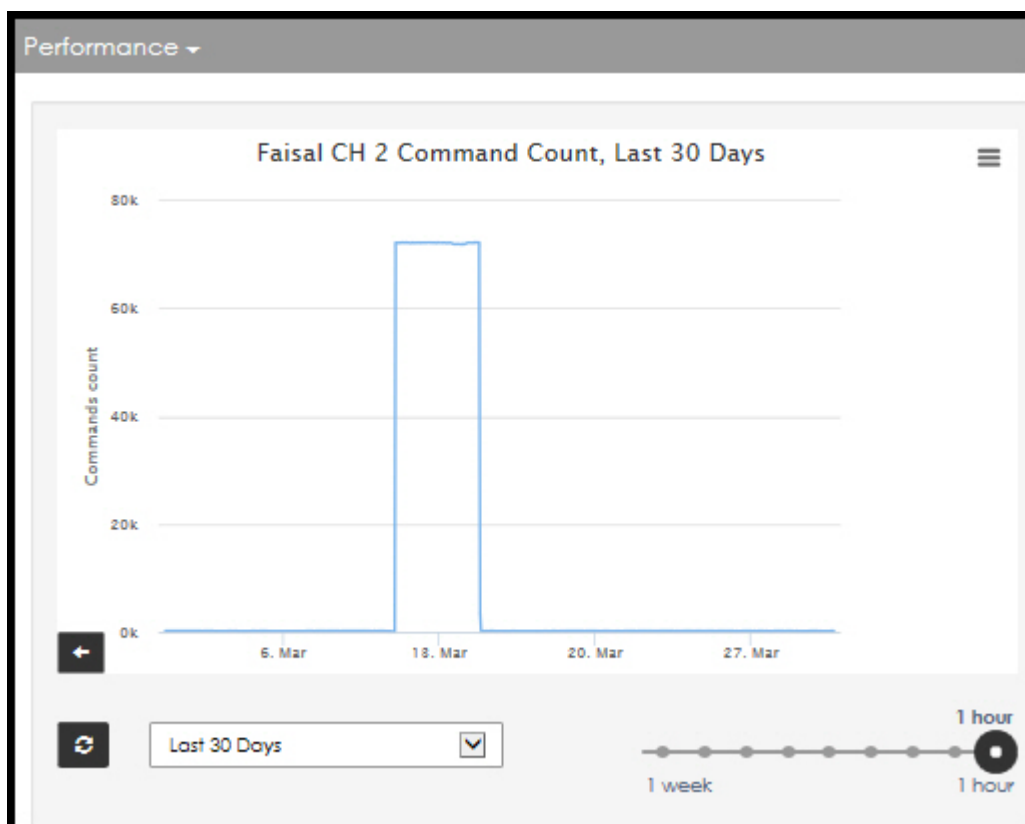 Performance
Faisal CH 2 Command Count, Last 30 Days
80k
60k
40k
20k
0k
Commands count
6. Mar
13. Mar
20. Mar
27. Mar
Last 30 Days
1 hour
1 week
1 hour